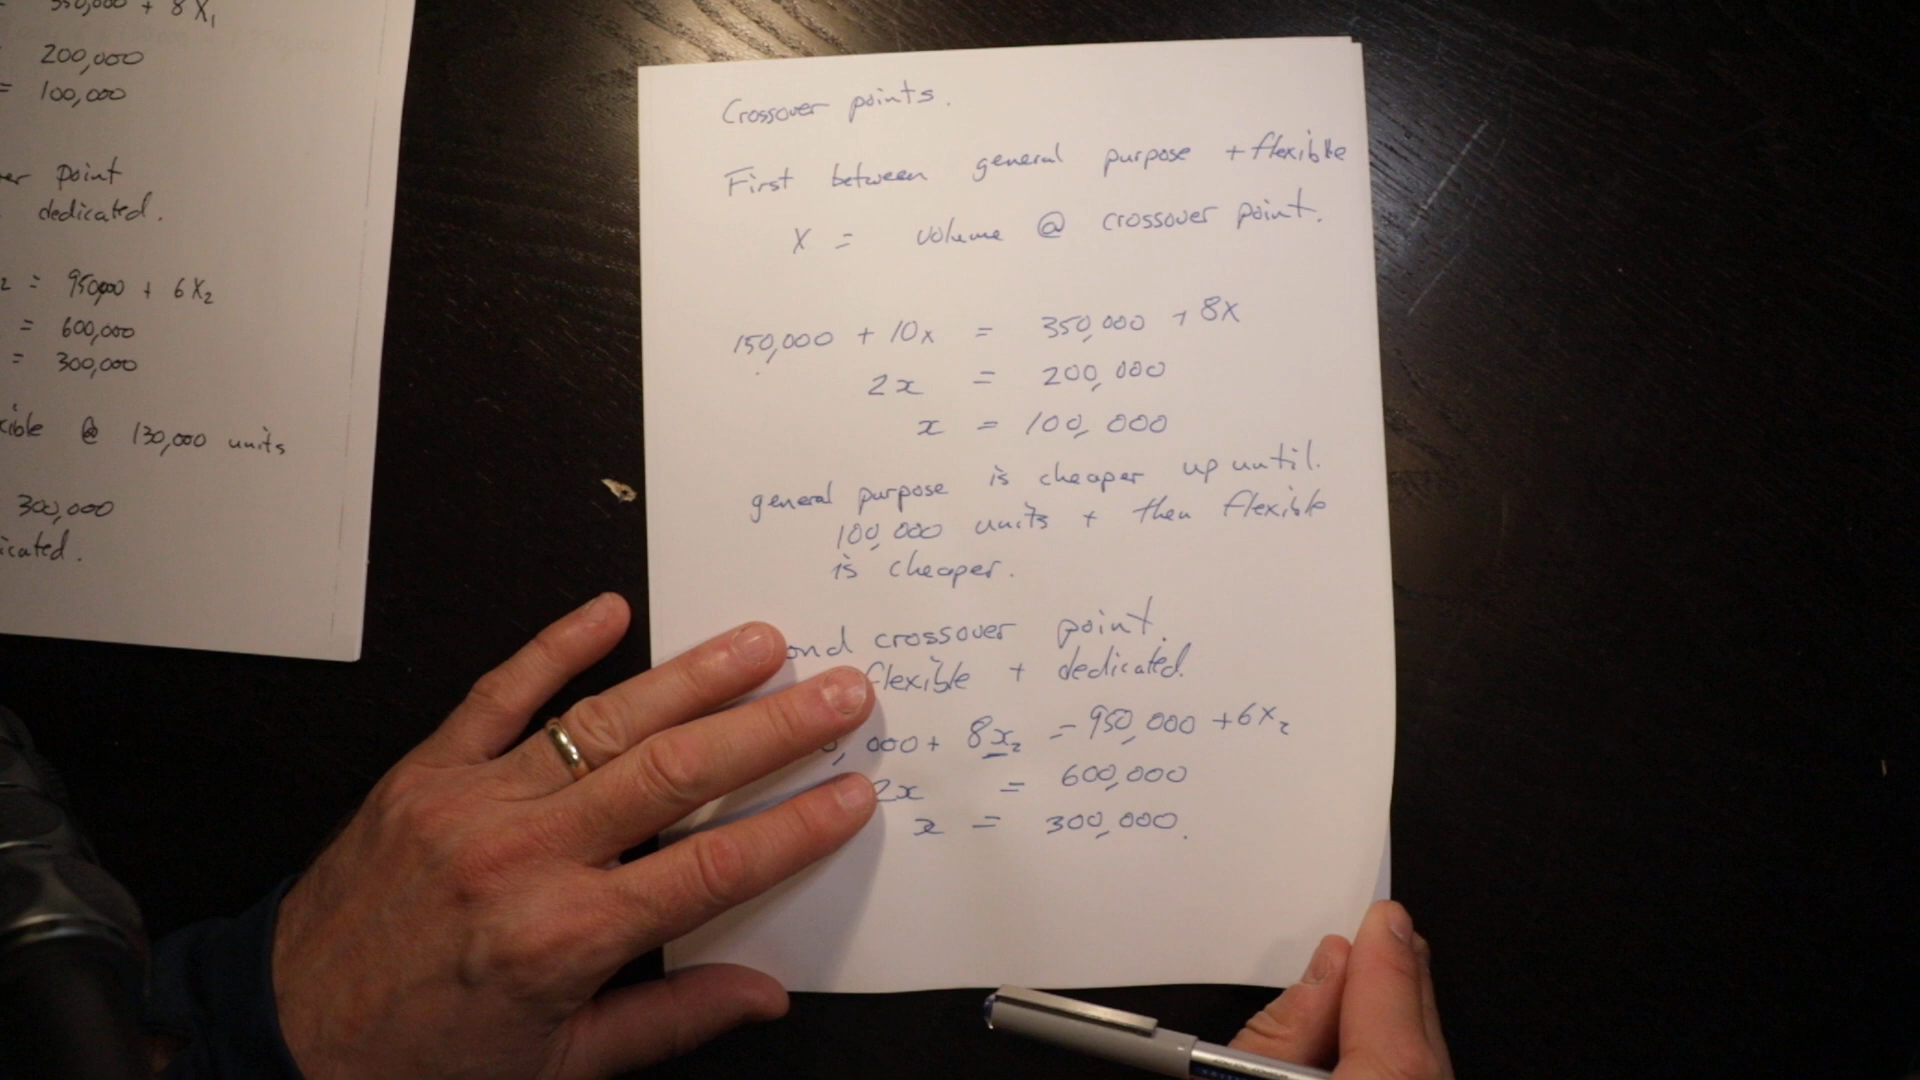 350,000 + 8X1
200,000
= 100,000
point
dedicated.
= 950,000 + 6X2
= 600,000
= 300,000
@ 130,000 units
300,000
Crossover points.
First between general purpose + flexible
X = volume @ crossover point.
150,000 + 10x = 350,000 + 8X
2x = 200,000
x = 100,000
general purpose is cheaper up until.
100,000 units + then flexible
is cheaper.
crossover point.
flexible + dedicated.
,000 + 8x2 = 950,000 + 6X2
2x = 600,000
x = 300,000.